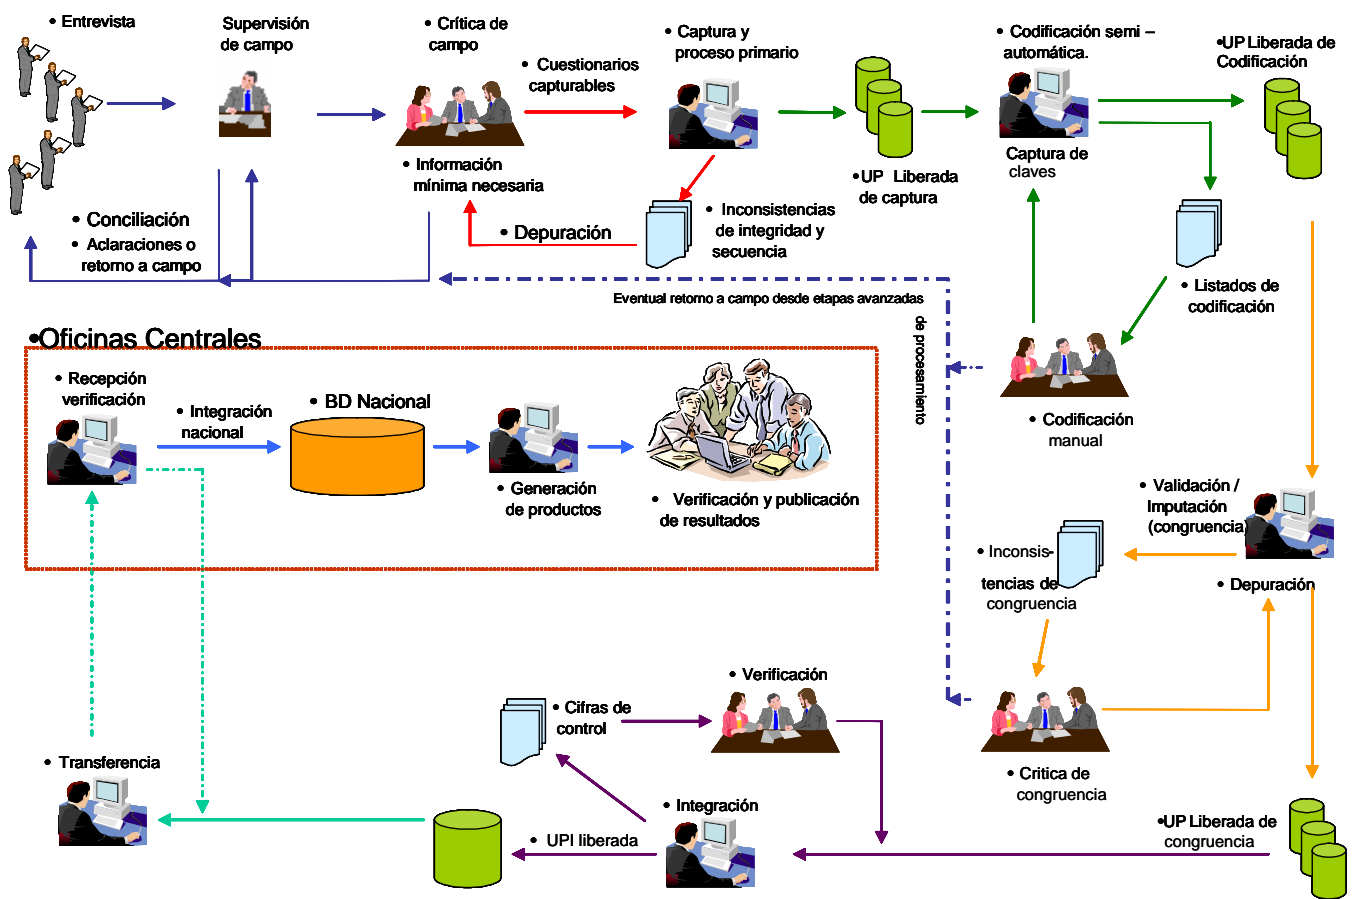 • Entrevista
Supervisión
de campo
• Crítica de
campo
• Cuestionarios
capturables
• Captura y
proceso primario
• Codificación semi –
automática.
•UP Liberada de
Codificación
• Información
mínima necesaria
•UP Liberada
de captura
Captura de
claves
• Conciliación
• Aclaraciones o
retorno a campo
• Depuración
• Inconsistencias
de integridad y
secuencia
• Listados de
codificación
Eventual retorno a campo desde etapas avanzadas
de procesamiento
•Oficinas Centrales
• Recepción
verificación
• Integración
nacional
• BD Nacional
• Generación
de productos
• Verificación y publicación
de resultados
• Codificación
manual
• Validación /
Imputación
(congruencia)
• Inconsis-
tencias de
congruencia
• Depuración
• Verificación
• Cifras de
control
• Transferencia
• Critica de
congruencia
• Integración
• UPI liberada
•UP Liberada de
congruencia